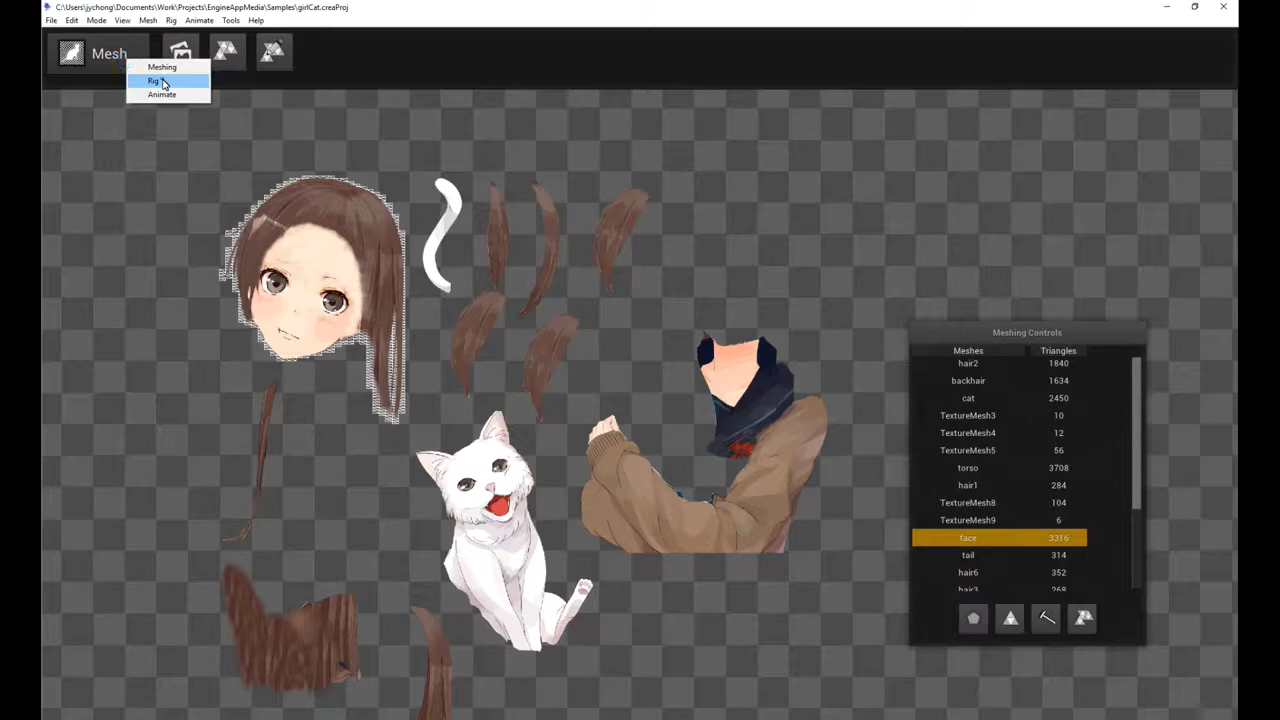 C:\Users\jychong\Documents\Work\Projects\EngineAppMedia\Samples\girlCat.creaProj
File Edit Mode View Mesh Rig Animate Tools Help
Mesh
Meshing
Rig
Animate
Meshing Controls
Meshes Triangles
hair2 1840
backhair 1634
cat 2450
TextureMesh3 10
TextureMesh4 12
TextureMesh5 56
torso 3708
hair1 284
TextureMesh8 104
TextureMesh9 6
face 3316
tail 314
hair6 352
hair3 268